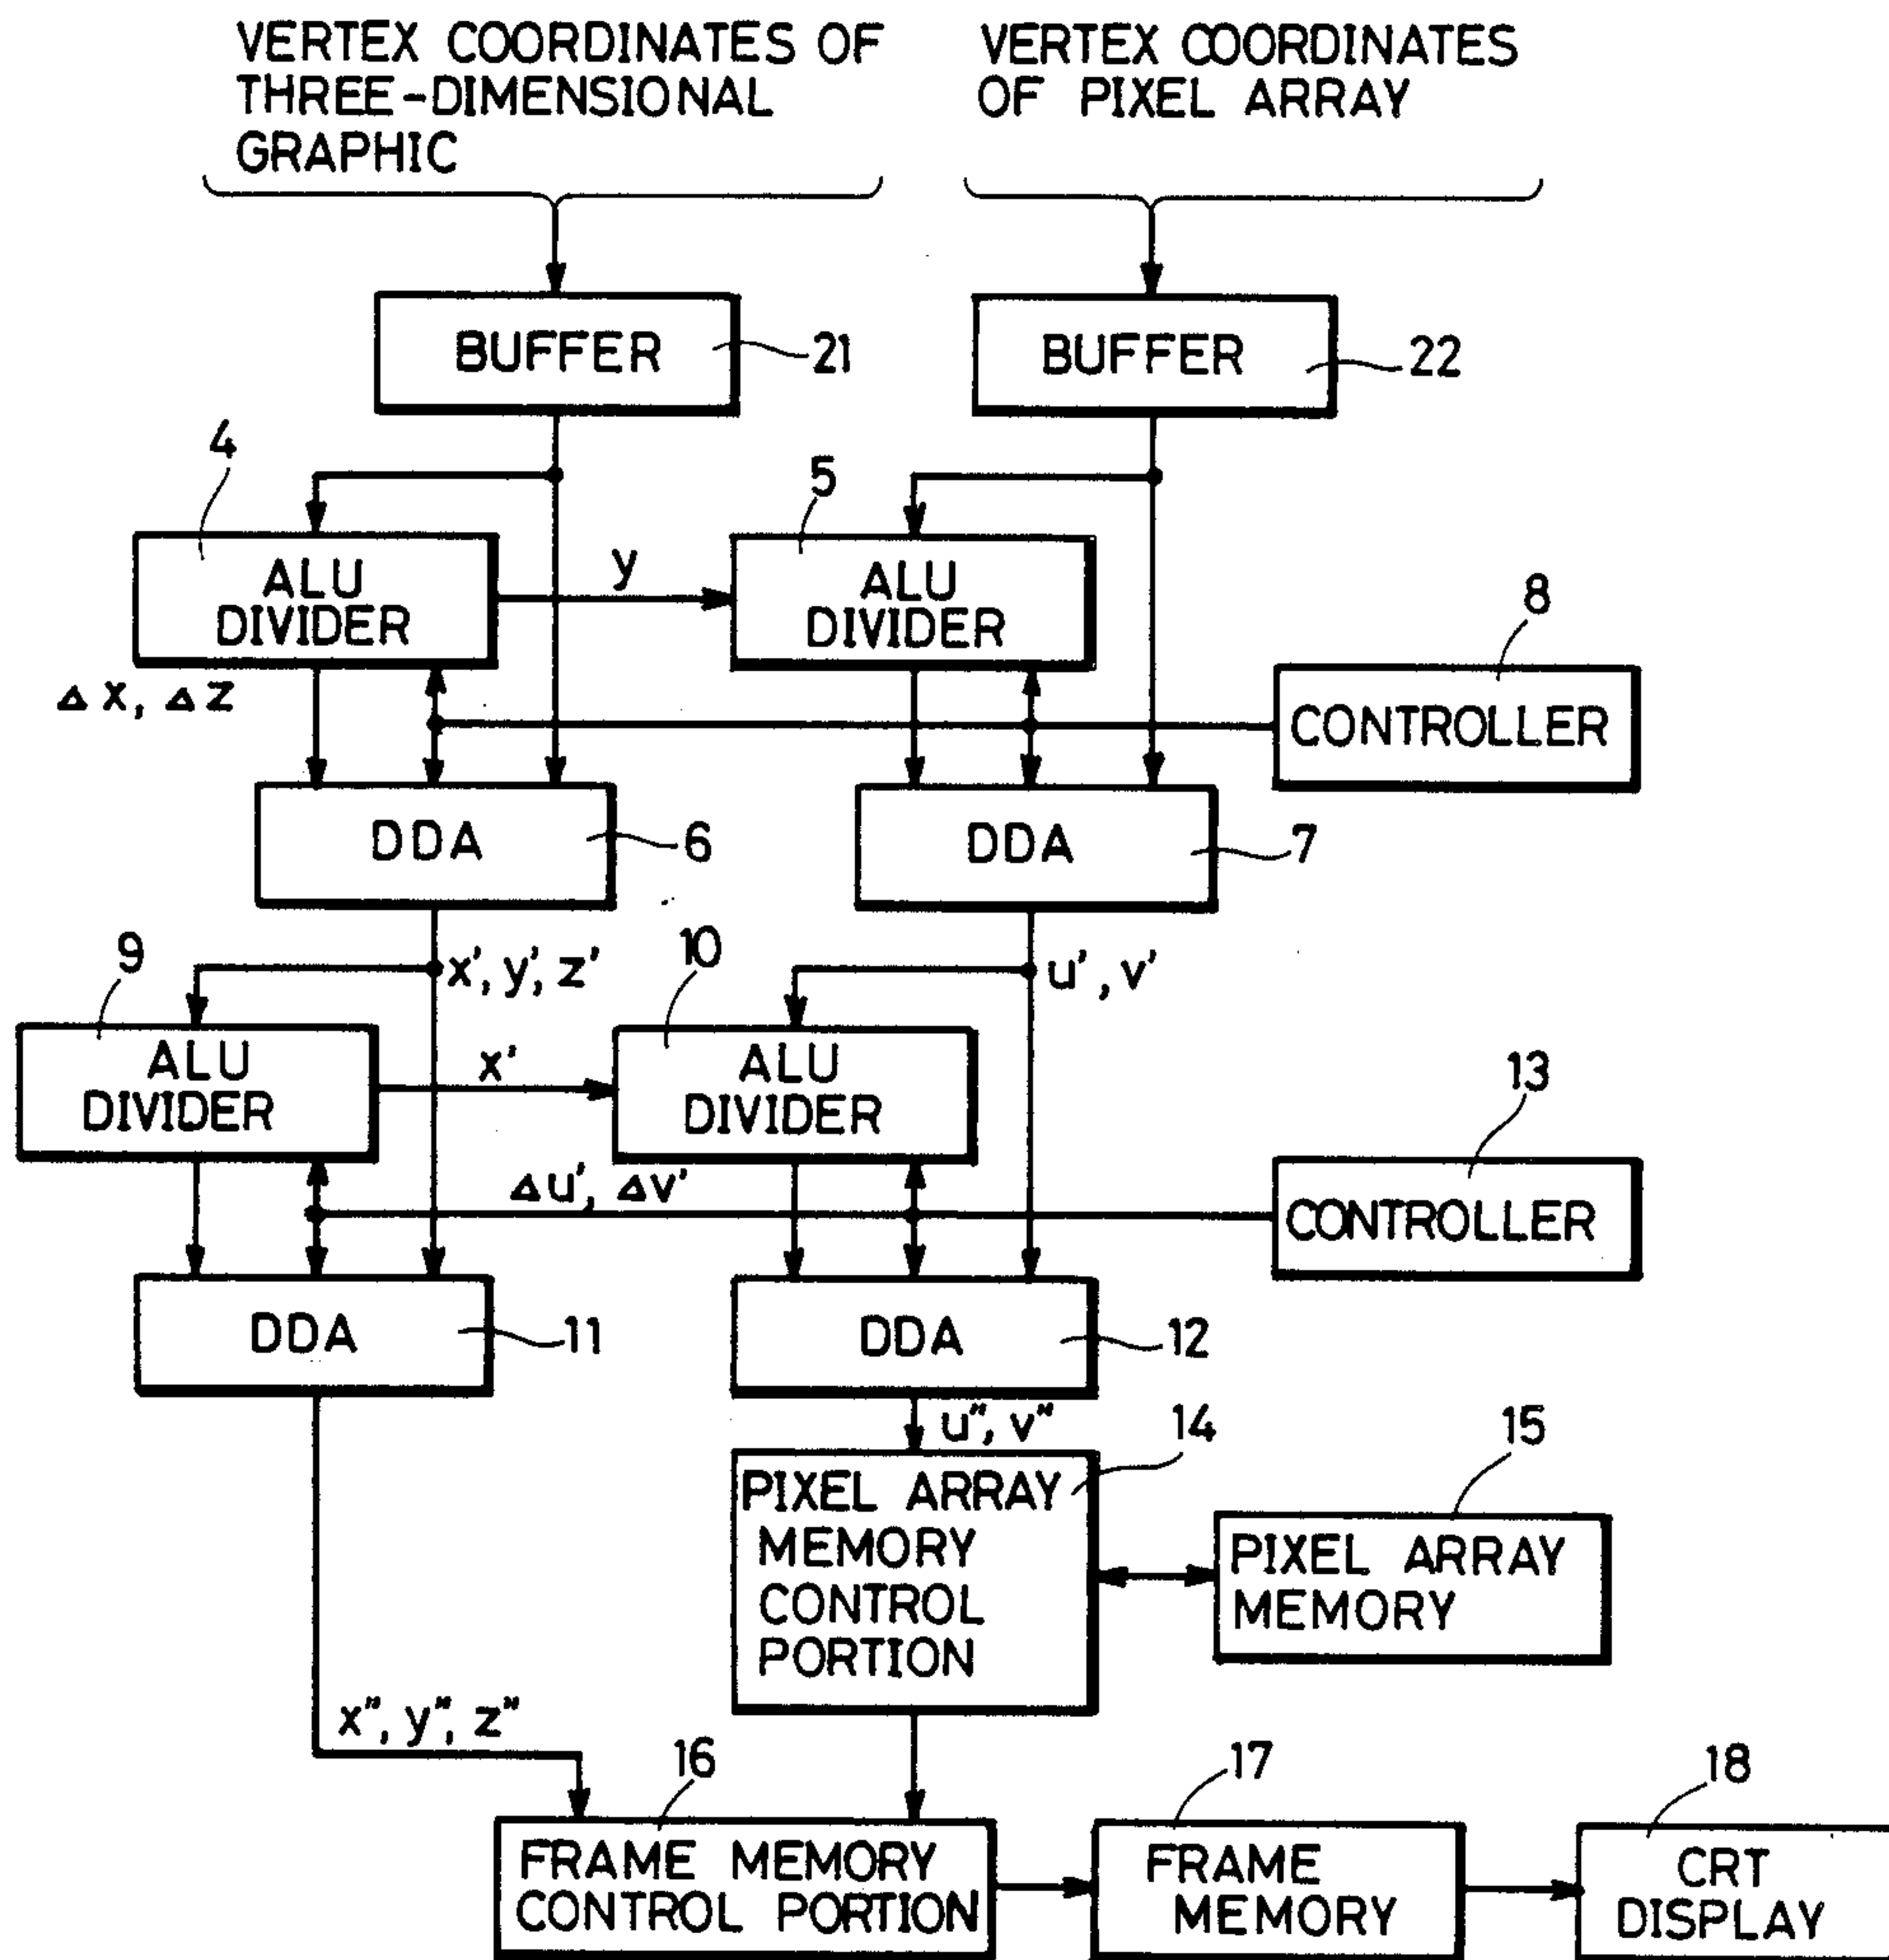 VERTEX COORDINATES OF
THREE-DIMENSIONAL
GRAPHIC
VERTEX COORDINATES
OF PIXEL ARRAY
BUFFER
21
BUFFER
22
4
5
ALU
DIVIDER
y
ALU
DIVIDER
8
CONTROLLER
Δx, Δz
DDA
6
DDA
7
9
x', y', z'
10
u', v'
ALU
DIVIDER
x'
ALU
DIVIDER
13
CONTROLLER
Δu', Δv'
DDA
11
DDA
12
u", v"
14
15
PIXEL ARRAY
MEMORY
CONTROL
PORTION
PIXEL ARRAY
MEMORY
x", y", z"
16
17
18
FRAME MEMORY
CONTROL PORTION
FRAME
MEMORY
CRT
DISPLAY